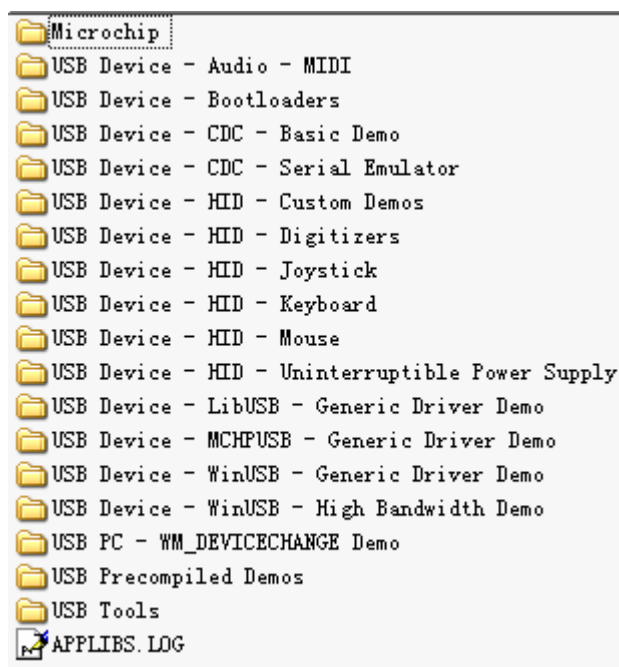 Microchip
USB Device - Audio - MIDI
USB Device - Bootloaders
USB Device - CDC - Basic Demo
USB Device - CDC - Serial Emulator
USB Device - HID - Custom Demos
USB Device - HID - Digitizers
USB Device - HID - Joystick
USB Device - HID - Keyboard
USB Device - HID - Mouse
USB Device - HID - Uninterruptible Power Supply
USB Device - LibUSB - Generic Driver Demo
USB Device - MCHPUSB - Generic Driver Demo
USB Device - WinUSB - Generic Driver Demo
USB Device - WinUSB - High Bandwidth Demo
USB PC - WM_DEVICECHANGE Demo
USB Precompiled Demos
USB Tools
APPLIBS.LOG